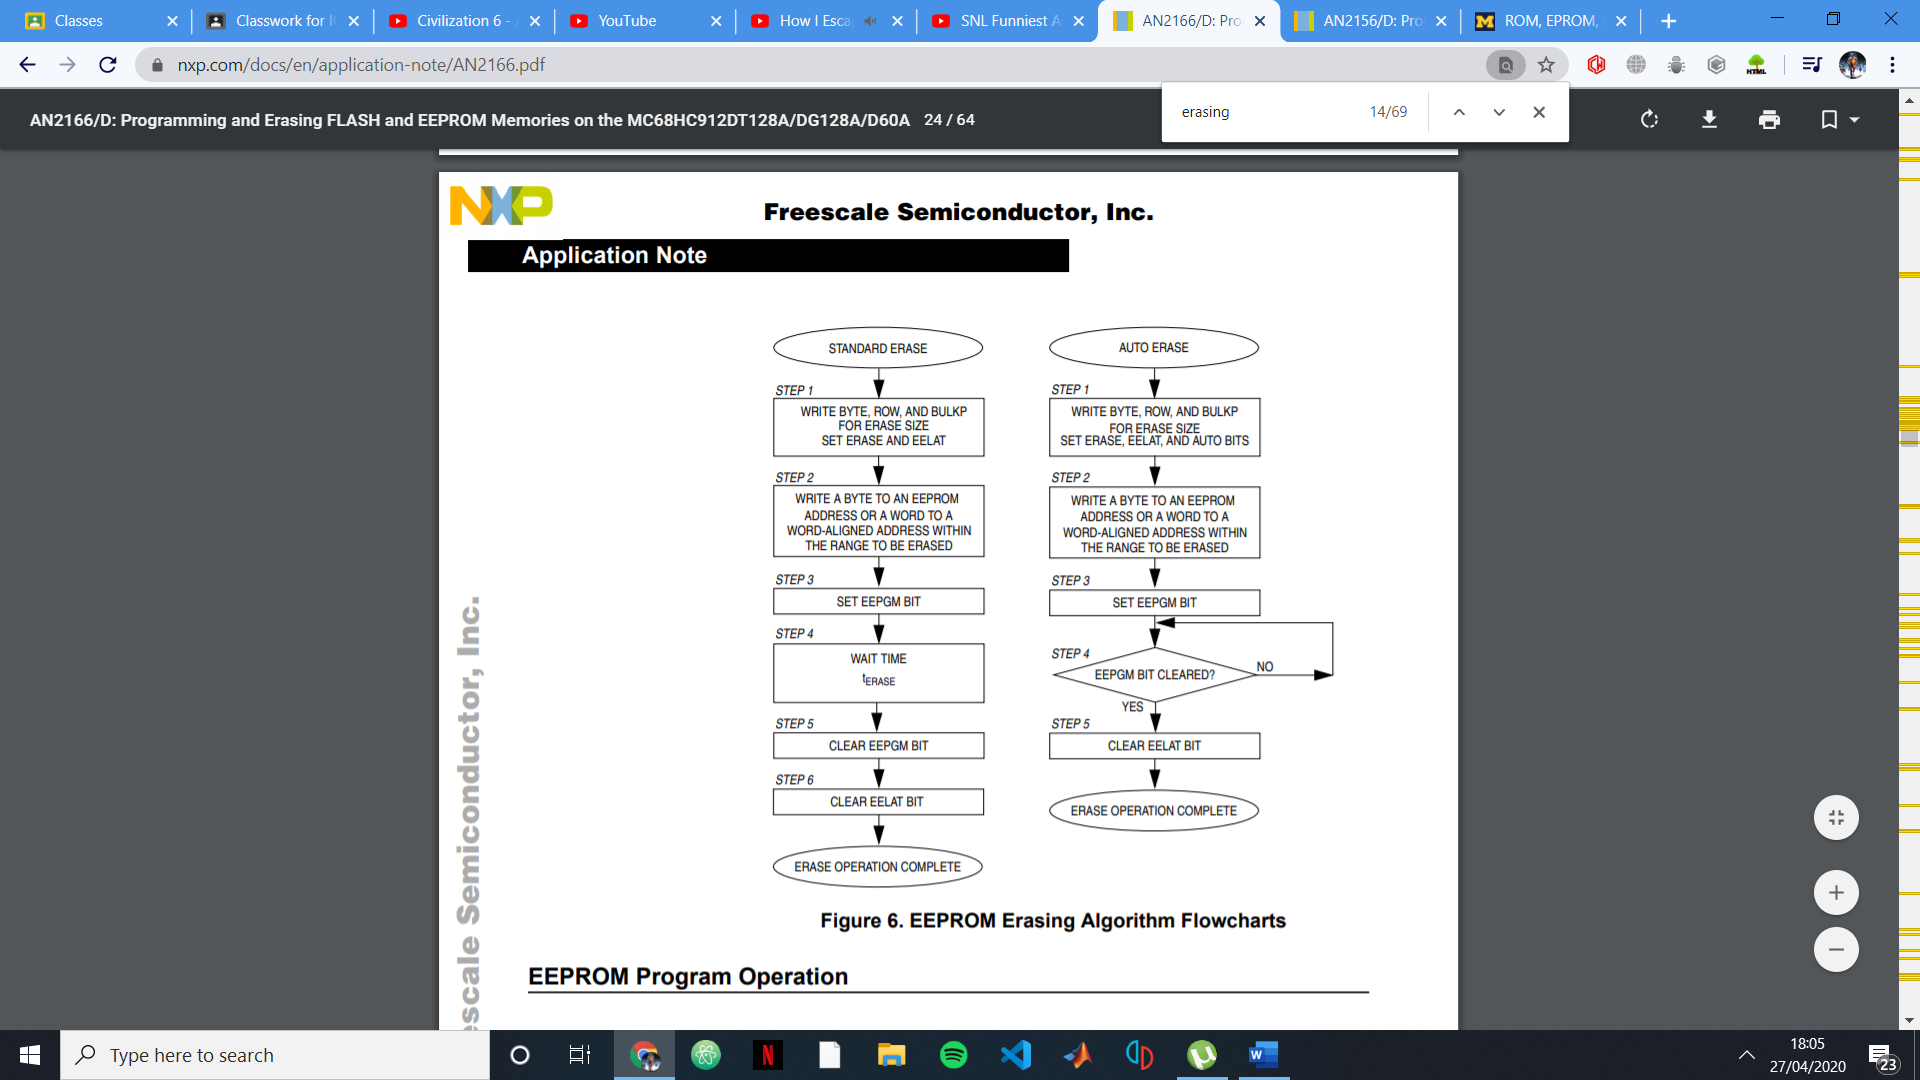 Classes
Classwork for I
Civilization 6 -
YouTube
How I Esca
SNL Funniest A
AN2166/D: Pro
AN2156/D: Pro
ROM, EPROM,
nxp.com/docs/en/application-note/AN2166.pdf
HTML
erasing 14/69
AN2166/D: Programming and Erasing FLASH and EEPROM Memories on the MC68HC912DT128A/DG128A/D60A 24 / 64
NXP
Freescale Semiconductor, Inc.
Application Note
STANDARD ERASE
STEP 1
WRITE BYTE, ROW, AND BULKP
FOR ERASE SIZE
SET ERASE AND EELAT
STEP 2
WRITE A BYTE TO AN EEPROM
ADDRESS OR A WORD TO A
WORD-ALIGNED ADDRESS WITHIN
THE RANGE TO BE ERASED
STEP 3
SET EEPGM BIT
STEP 4
WAIT TIME
tERASE
STEP 5
CLEAR EEPGM BIT
STEP 6
CLEAR EELAT BIT
ERASE OPERATION COMPLETE
AUTO ERASE
STEP 1
WRITE BYTE, ROW, AND BULKP
FOR ERASE SIZE
SET ERASE, EELAT, AND AUTO BITS
STEP 2
WRITE A BYTE TO AN EEPROM
ADDRESS OR A WORD TO A
WORD-ALIGNED ADDRESS WITHIN
THE RANGE TO BE ERASED
STEP 3
SET EEPGM BIT
STEP 4
EEPGM BIT CLEARED?
NO
YES
STEP 5
CLEAR EELAT BIT
ERASE OPERATION COMPLETE
Figure 6. EEPROM Erasing Algorithm Flowcharts
EEPROM Program Operation
escale Semiconductor, Inc.
Type here to search
18:05
27/04/2020
23